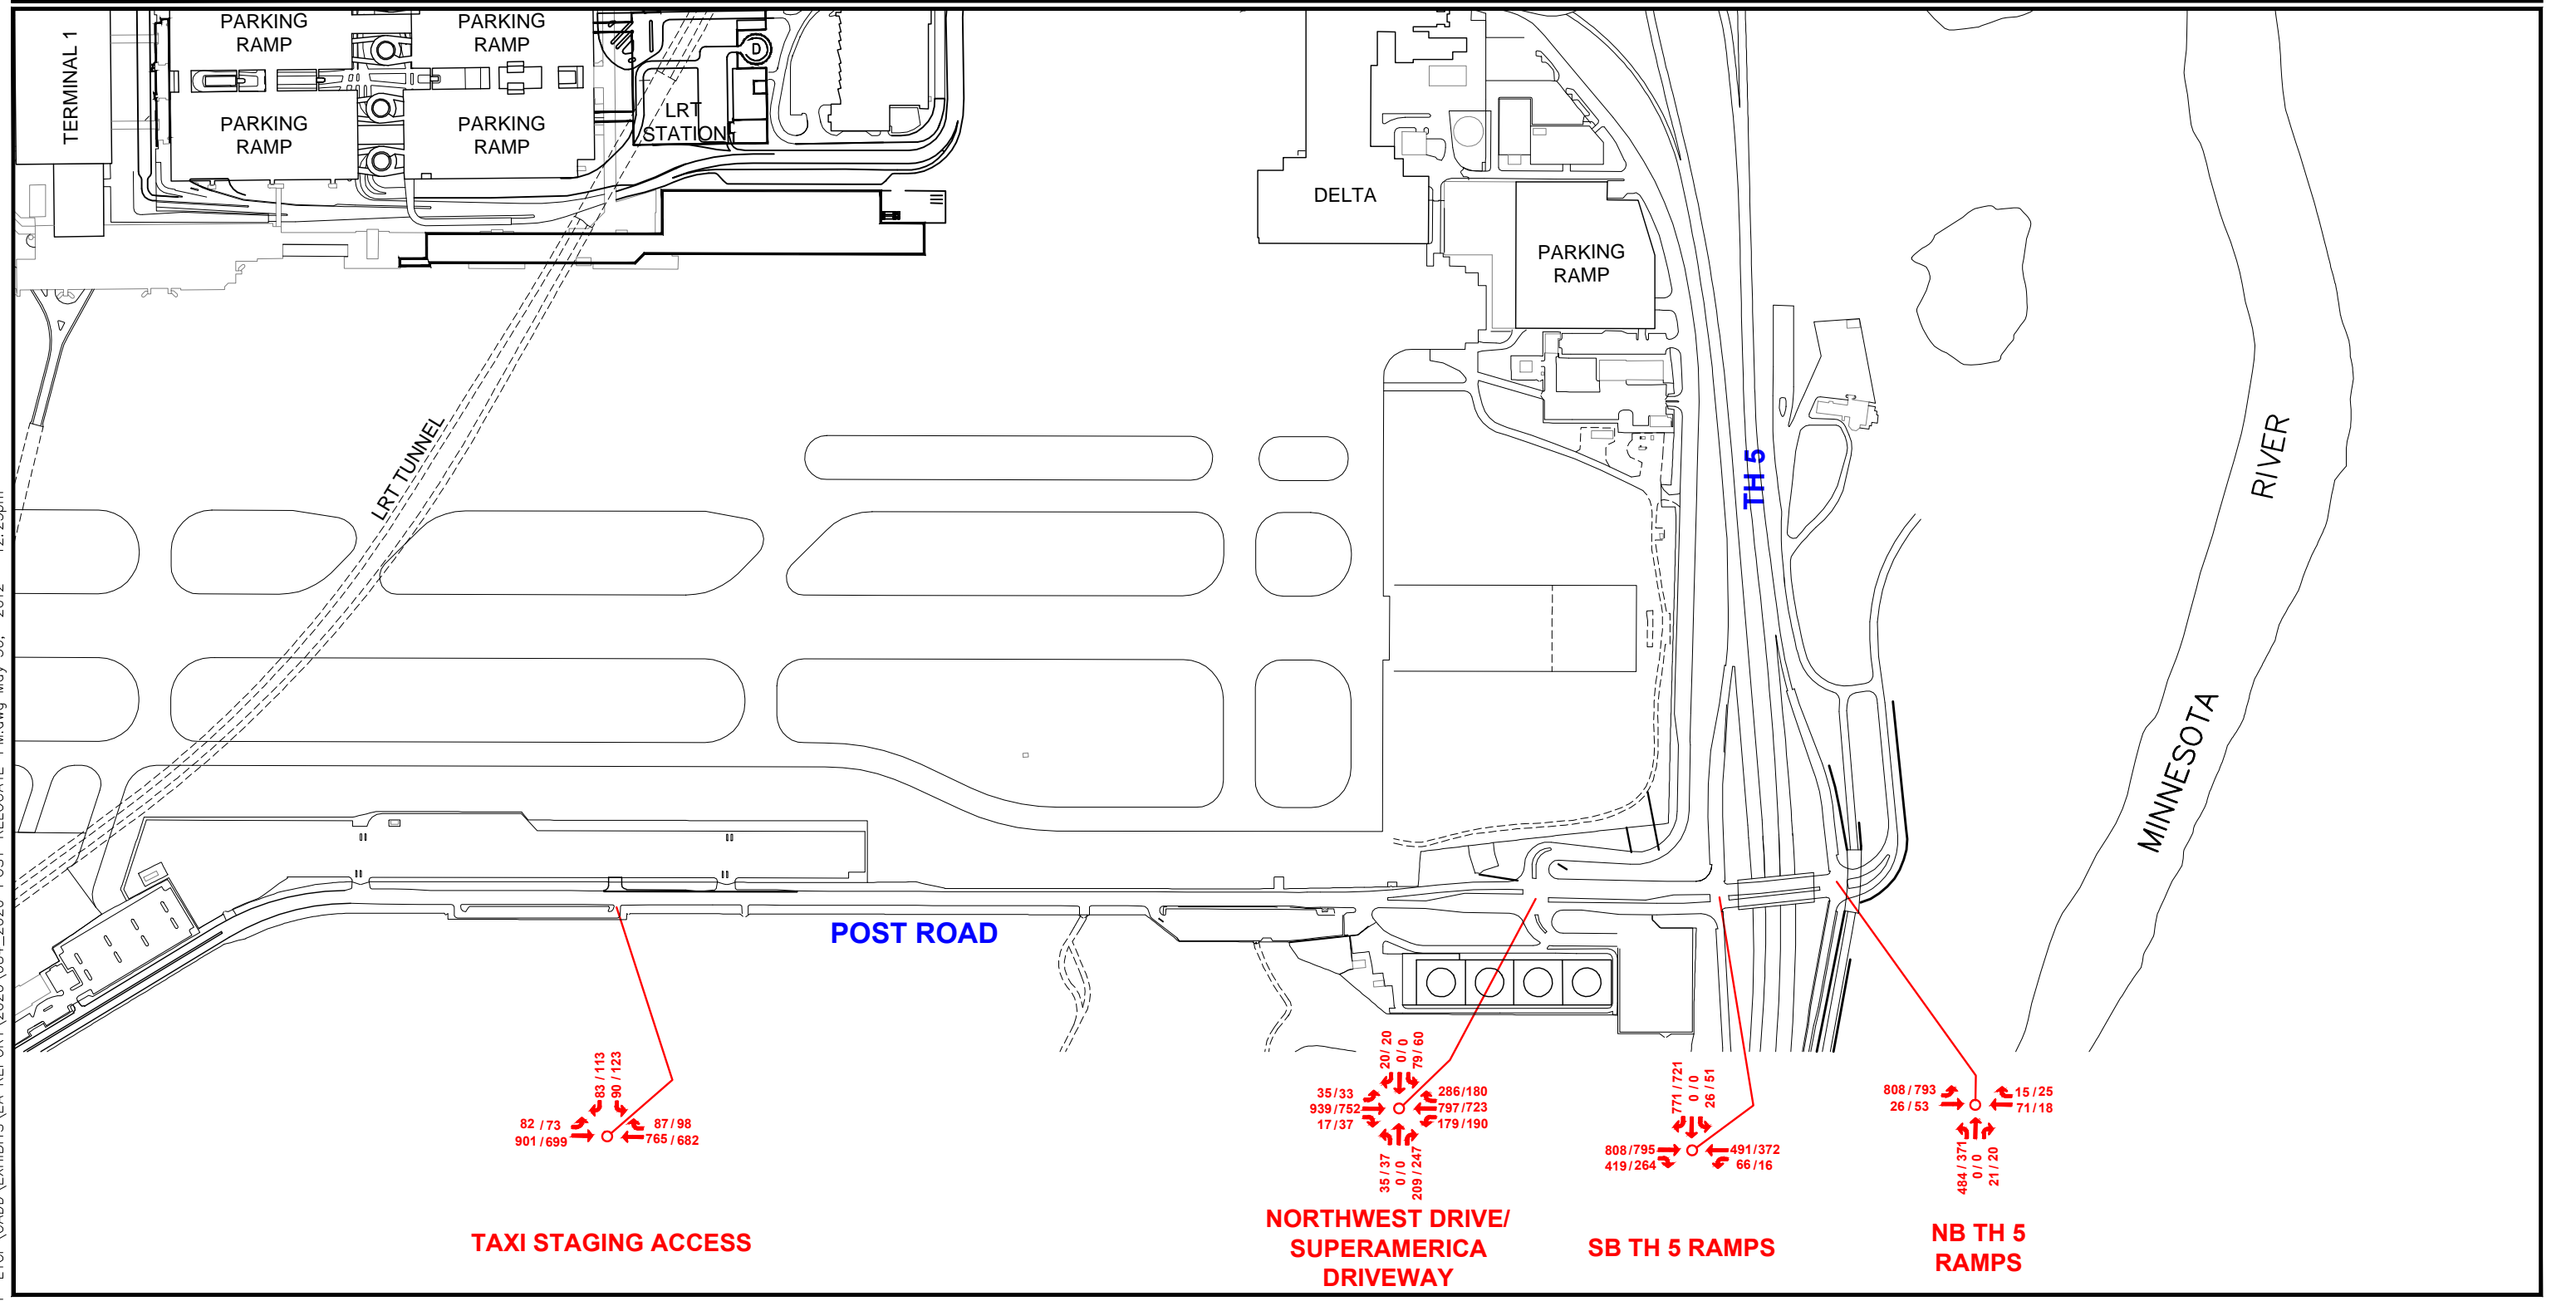 TERMINAL 1
PARKING
RAMP
PARKING
RAMP
D
PARKING
RAMP
PARKING
RAMP
LRT
STATION
DELTA
PARKING
RAMP
LRT TUNNEL
TH 5
RIVER
MINNESOTA
POST ROAD
83 / 113
90 / 123
82 / 73
901 / 699
87 / 98
765 / 682
TAXI STAGING ACCESS
20 / 20
0 / 0
79 / 60
35 / 33
939 / 752
17 / 37
286 / 180
797 / 723
179 / 190
35 / 37
0 / 0
209 / 247
NORTHWEST DRIVE/
SUPERAMERICA
DRIVEWAY
771 / 721
0 / 0
26 / 51
808 / 795
419 / 264
491 / 372
66 / 16
SB TH 5 RAMPS
808 / 793
26 / 53
15 / 25
71 / 18
484 / 371
0 / 0
21 / 20
NB TH 5
RAMPS